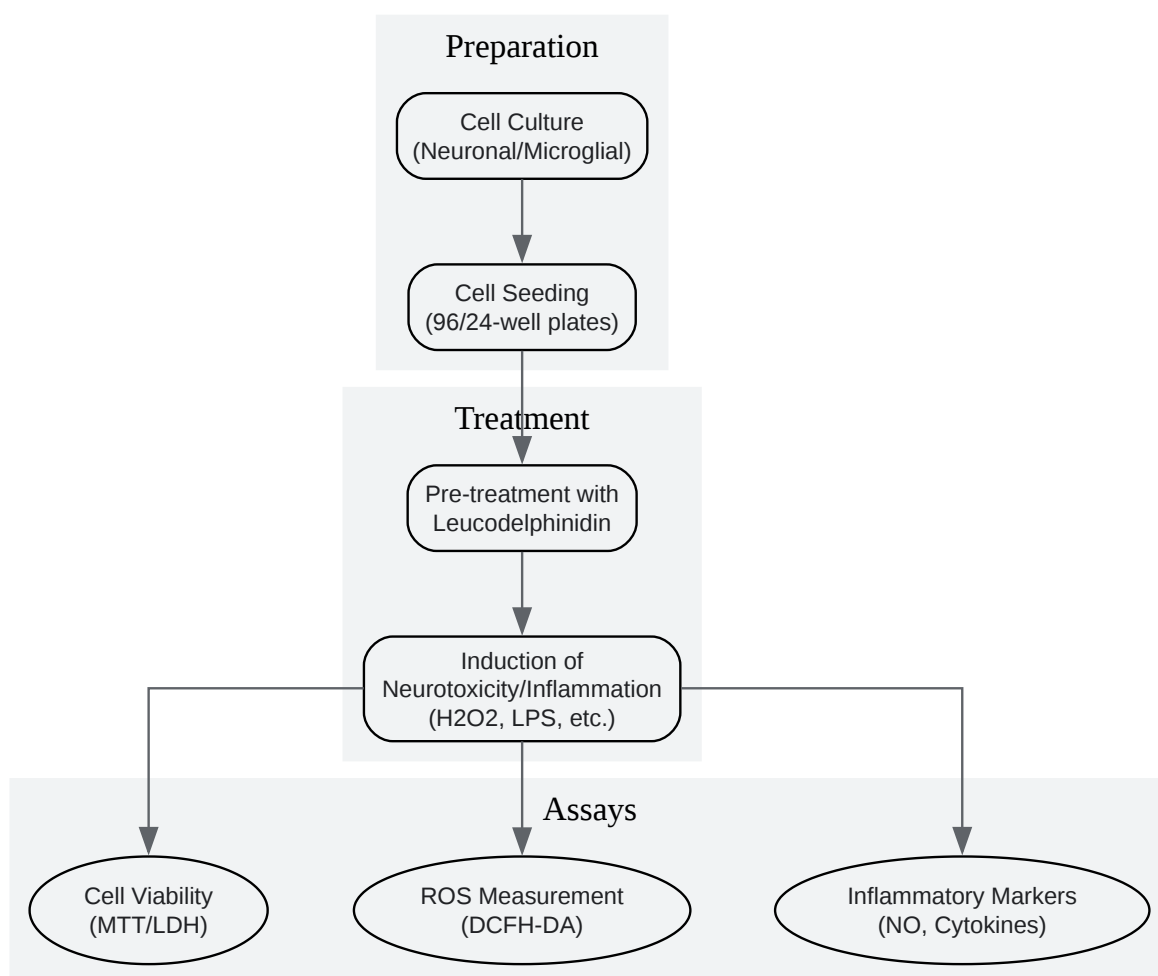 Preparation
Cell Culture
(Neuronal/Microglial)
Cell Seeding
(96/24-well plates)
Treatment
Pre-treatment with
Leucodelphinidin
Induction of
Neurotoxicity/Inflammation
(H2O2, LPS, etc.)
Assays
Cell Viability
(MTT/LDH)
ROS Measurement
(DCFH-DA)
Inflammatory Markers
(NO, Cytokines)